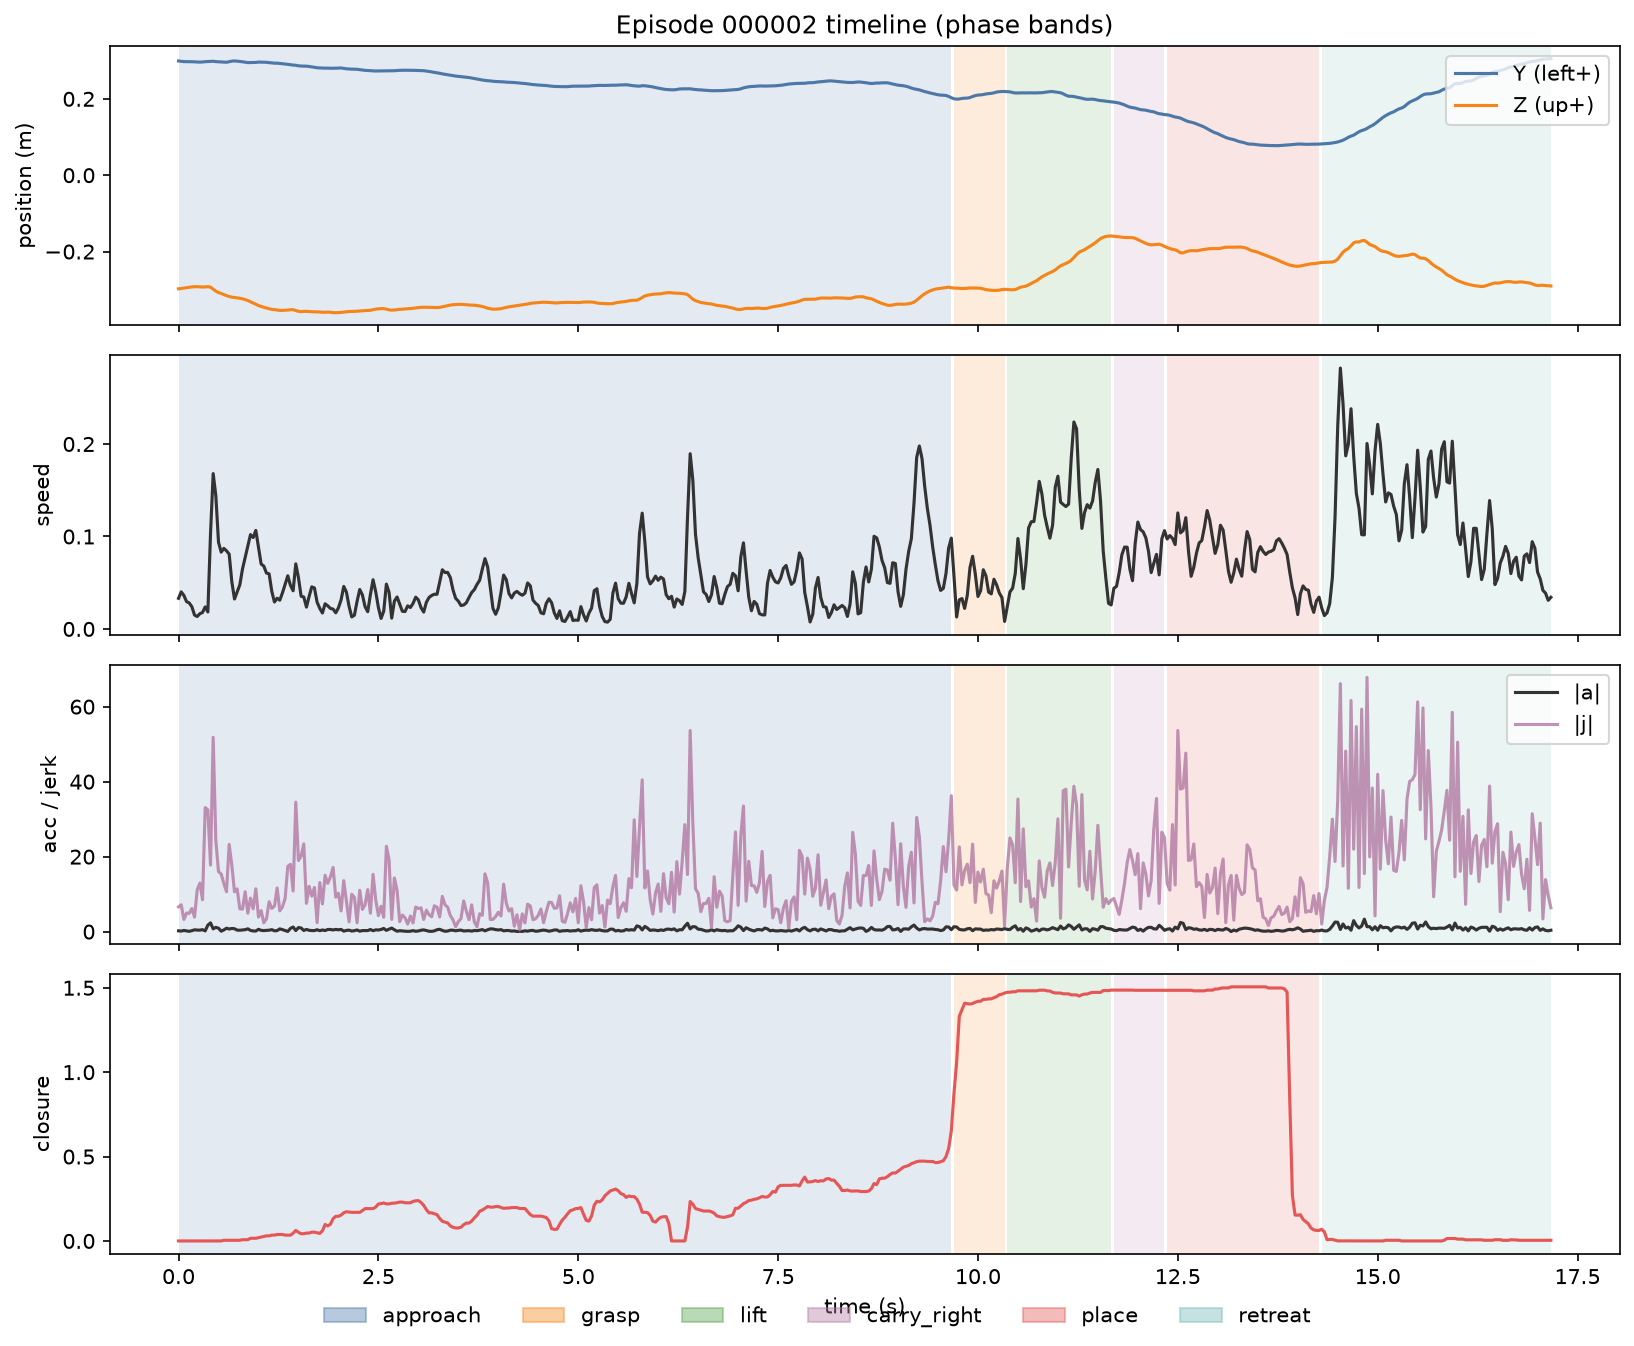 Episode 000002 timeline (phase bands)
Y (left+)
Z (up+)
position (m)
0.2
0.0
−0.2
speed
0.2
0.1
0.0
|a|
|j|
acc / jerk
60
40
20
0
closure
1.5
1.0
0.5
0.0
0.0 2.5 5.0 7.5 10.0 12.5 15.0 17.5
time (s)
approach grasp lift carry_right place retreat